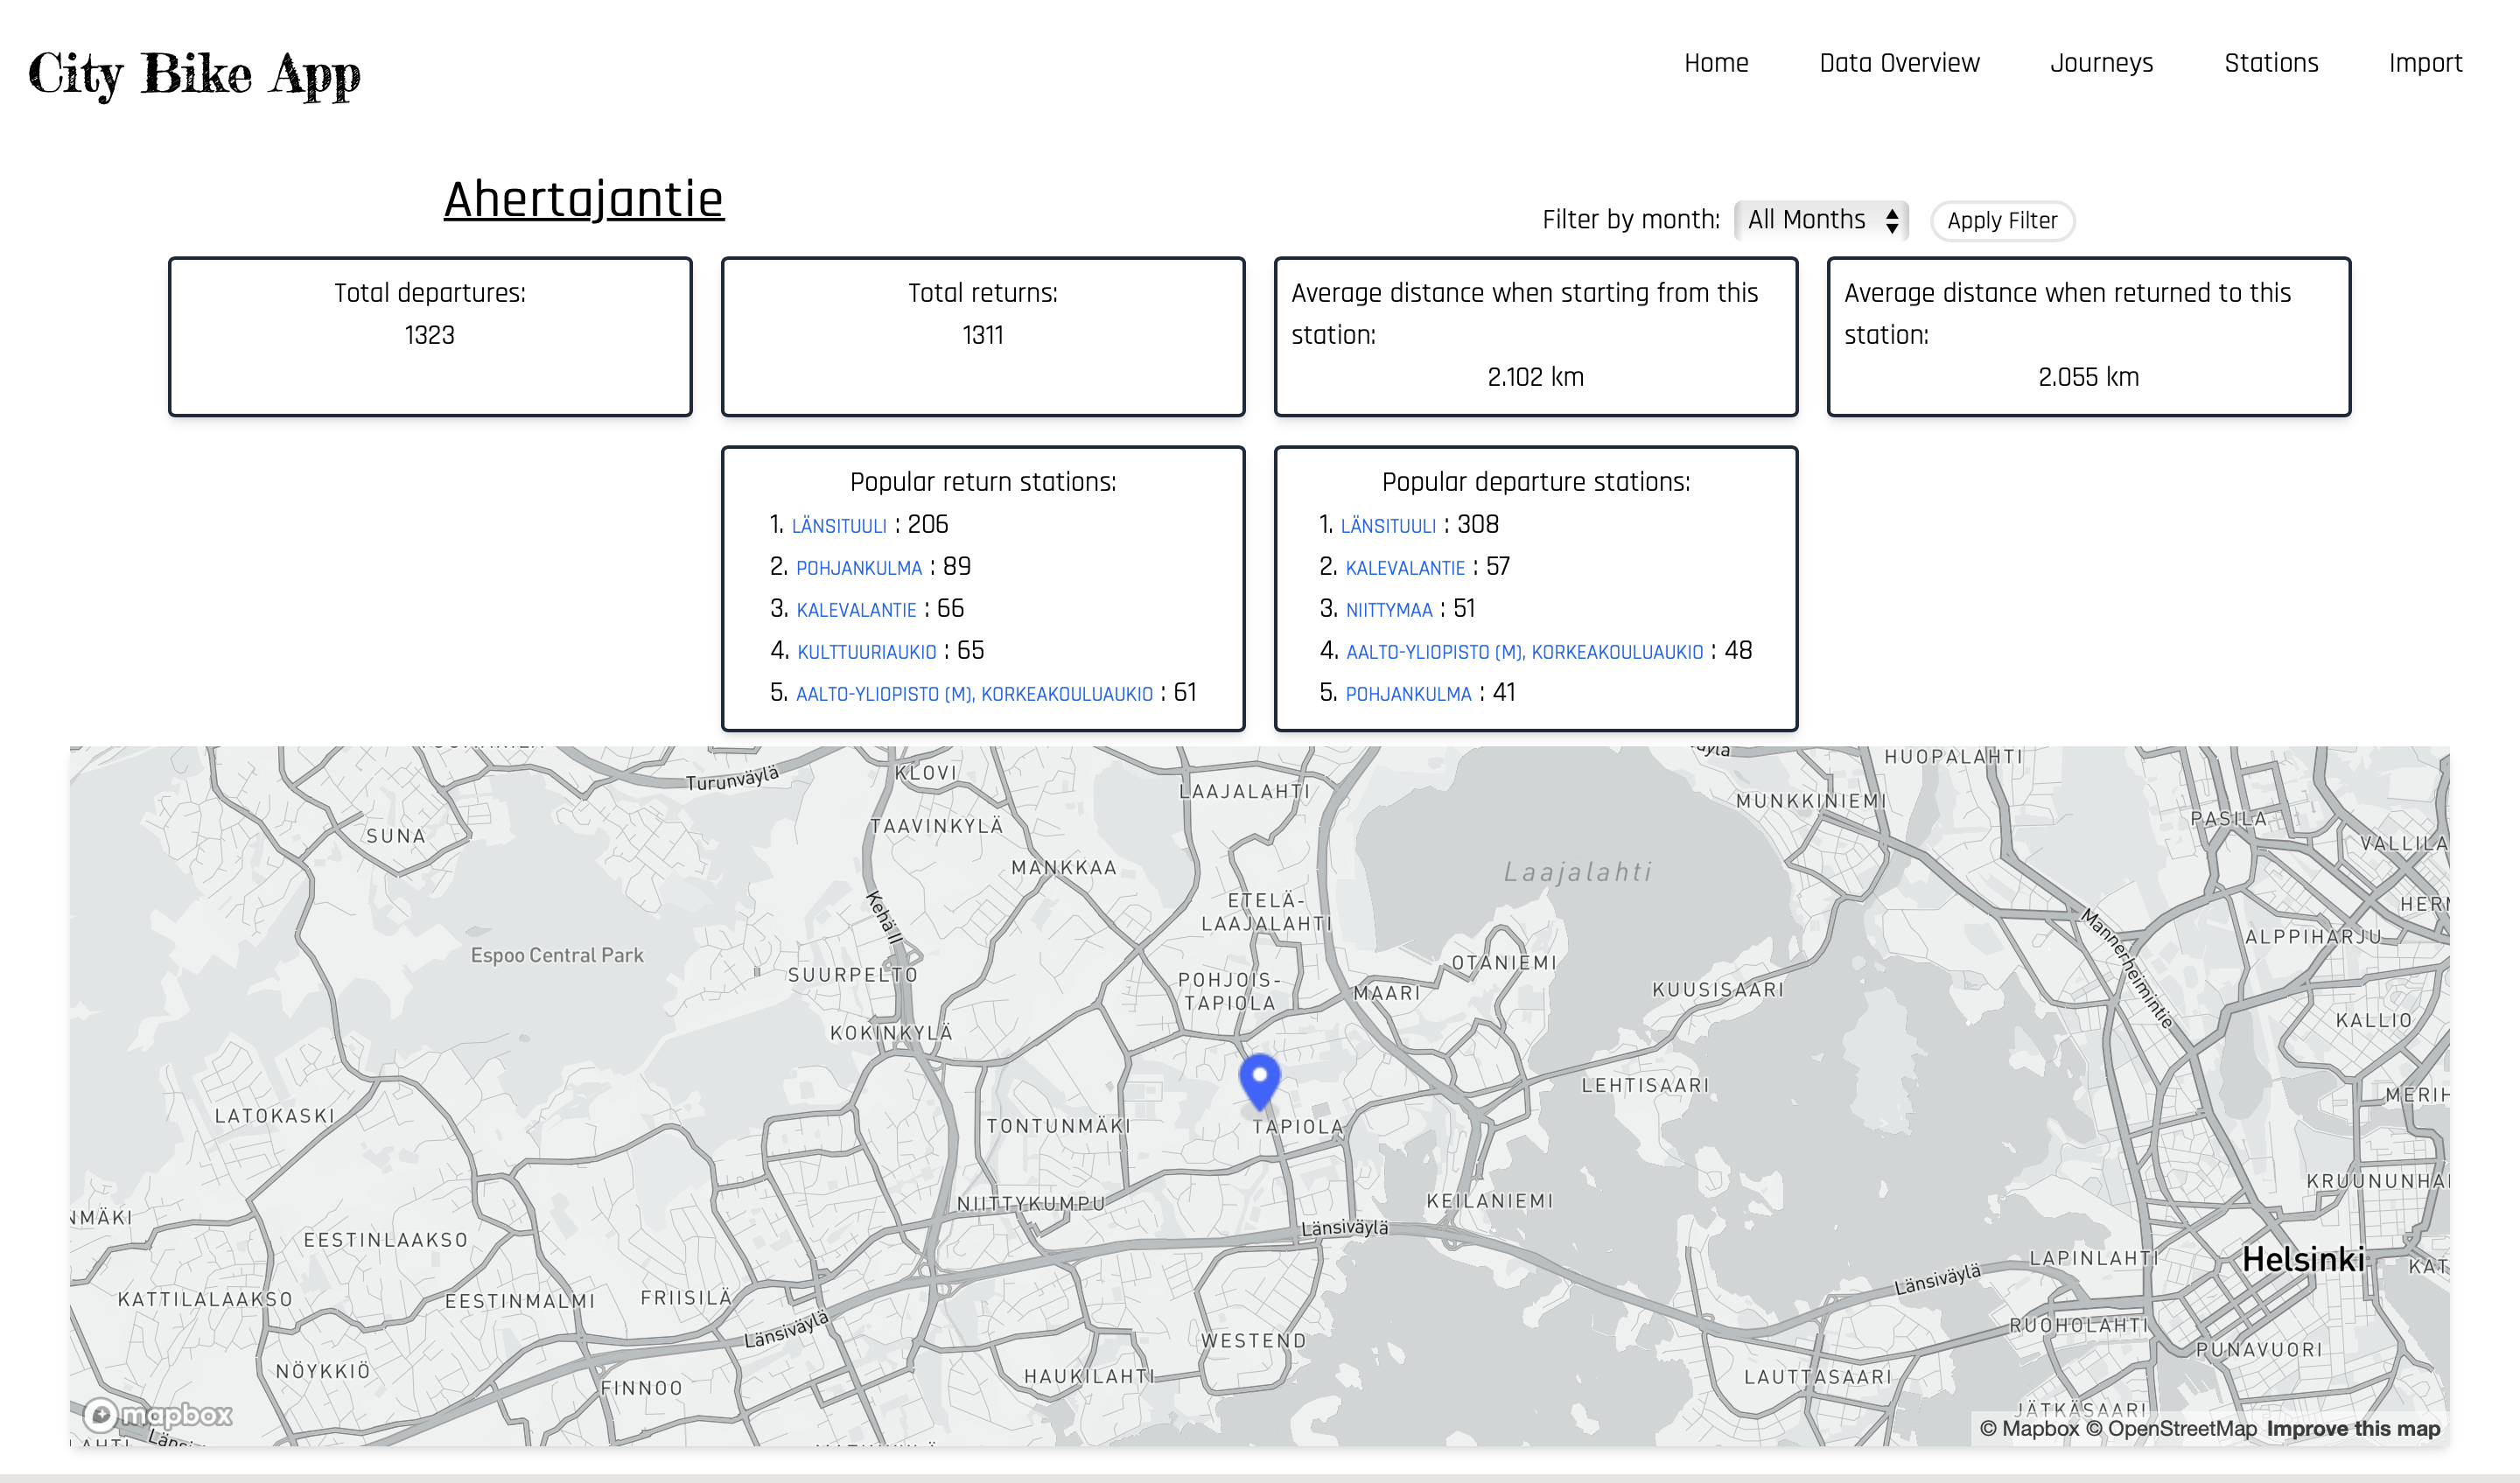 City Bike App
Home
Data Overview
Journeys
Stations
Import
Ahertajantie
Filter by month:
All Months
Apply Filter
Total departures:
1323
Total returns:
1311
Average distance when starting from this
station:
2.102 km
Average distance when returned to this
station:
2.055 km
Popular return stations:
1. LÄNSITUULI : 206
2. POHJANKULMA : 89
3. KALEVALANTIE : 66
4. KULTTUURIAUKIO : 65
5. AALTO-YLIOPISTO (M), KORKEAKOULUAUKIO : 61
Popular departure stations:
1. LÄNSITUULI : 308
2. KALEVALANTIE : 57
3. NIITTYMAA : 51
4. AALTO-YLIOPISTO (M), KORKEAKOULUAUKIO : 48
5. POHJANKULMA : 41
Turunväylä
KLOVI
HUOPALAHTI
LAAJALAHTI
MUNKKINIEMI
PASILA
SUNA
TAAVINKYLÄ
VALLILA
MANKKAA
Laajalahti
ETELÄ-
LAAJALAHTI
Kehä II
Mannerheimintie
ALPPIHARJU
Espoo Central Park
SUURPELTO
POHJOIS-
TAPIOLA
MAARI
OTANIEMI
KUUSISAARI
KOKINKYLÄ
KALLIO
LEHTISAARI
LATOKASKI
TONTUNMÄKI
TAPIOLA
NIITTYKUMPU
KEILANIEMI
NMÄKI
EESTINLAAKSO
Länsiväylä
LAPINLAHTI
Helsinki
KATTILALAAKSO
EESTINMALMI
FRIISILÄ
Länsiväylä
Länsiväylä
RUOHOLAHTI
WESTEND
PUNAVUORI
NÖYKKIÖ
FINNOO
HAUKILAHTI
LAUTTASAARI
JÄTKÄSAARI
mapbox
© Mapbox © OpenStreetMap Improve this map